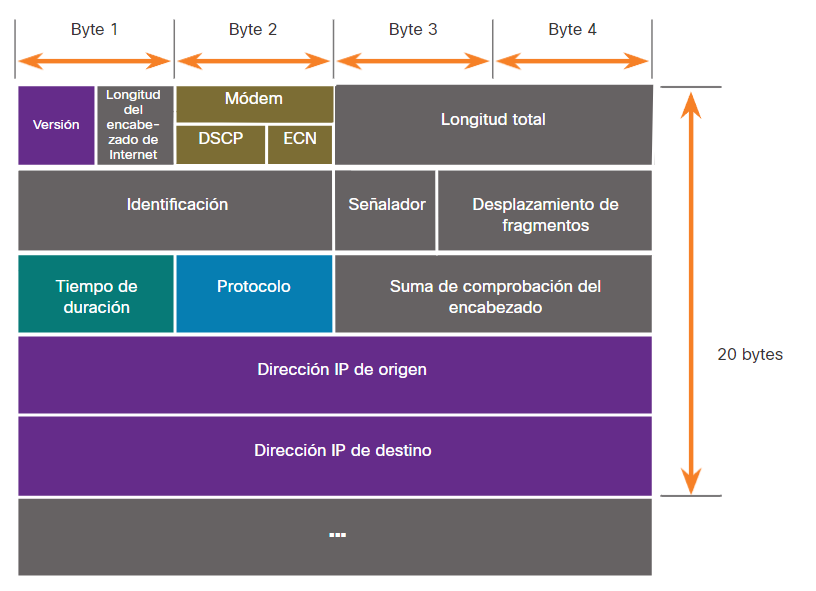 Byte 1
Byte 2
Byte 3
Byte 4
Versión
Longitud
del
encabe-
zado de
Internet
Módem
DSCP
ECN
Longitud total
Identificación
Señalador
Desplazamiento de
fragmentos
Tiempo de
duración
Protocolo
Suma de comprobación del
encabezado
Dirección IP de origen
20 bytes
Dirección IP de destino
...